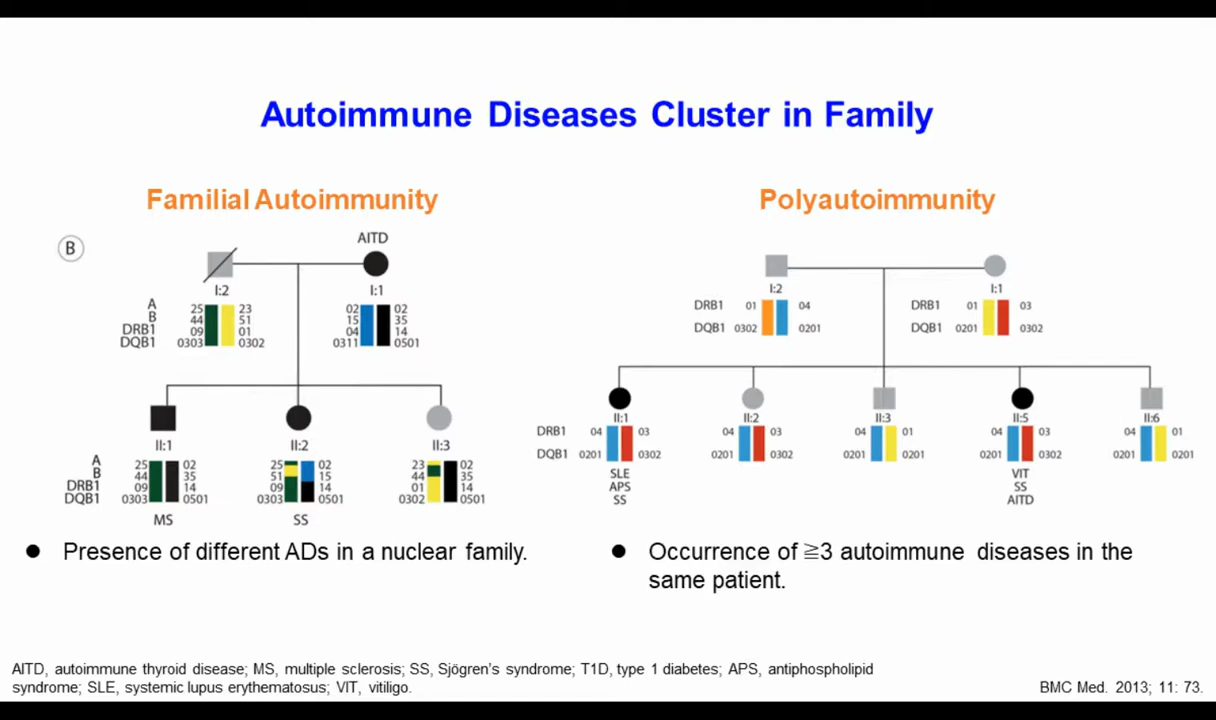 Autoimmune Diseases Cluster in Family
Familial Autoimmunity
B
AITD
I:2 I:1
A 25 23 02 02
B 44 51 15 35
DRB1 09 01 04 14
DQB1 0303 0302 0311 0501
II:1 II:2 II:3
A 25 02 25 02 23 02
B 44 35 51 15 44 35
DRB1 09 14 09 14 01 14
DQB1 0303 0501 0303 0501 0302 0501
MS SS
● Presence of different ADs in a nuclear family.
Polyautoimmunity
I:2 I:1
DRB1 01 04 DRB1 01 03
DQB1 0302 0201 DQB1 0201 0302
II:1 II:2 II:3 II:5 II:6
DRB1 04 03 04 03 04 01 04 03 04 01
DQB1 0201 0302 0201 0302 0201 0201 0201 0302 0201 0201
SLE VIT
APS SS
SS AITD
● Occurrence of ≧3 autoimmune diseases in the
same patient.
AITD, autoimmune thyroid disease; MS, multiple sclerosis; SS, Sjögren's syndrome; T1D, type 1 diabetes; APS, antiphospholipid
syndrome; SLE, systemic lupus erythematosus; VIT, vitiligo.
BMC Med. 2013; 11: 73.